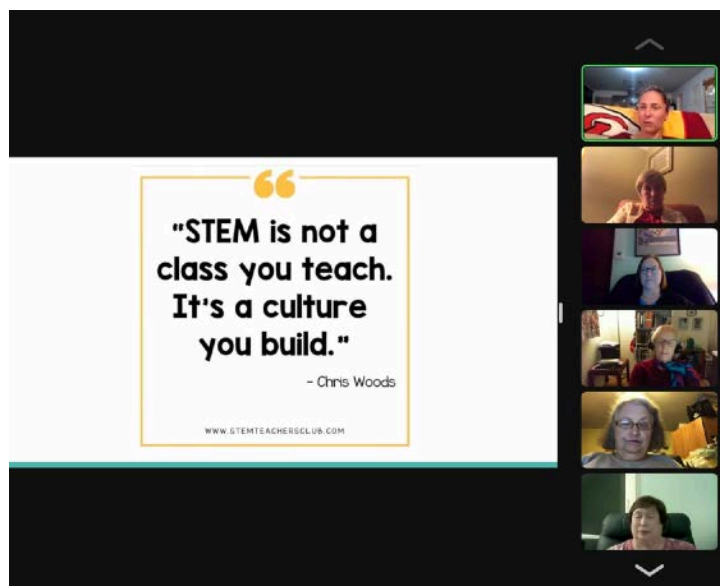 "STEM is not a
class you teach.
It's a culture
you build."
- Chris Woods
WWW.STEMTEACHERSCLUB.COM